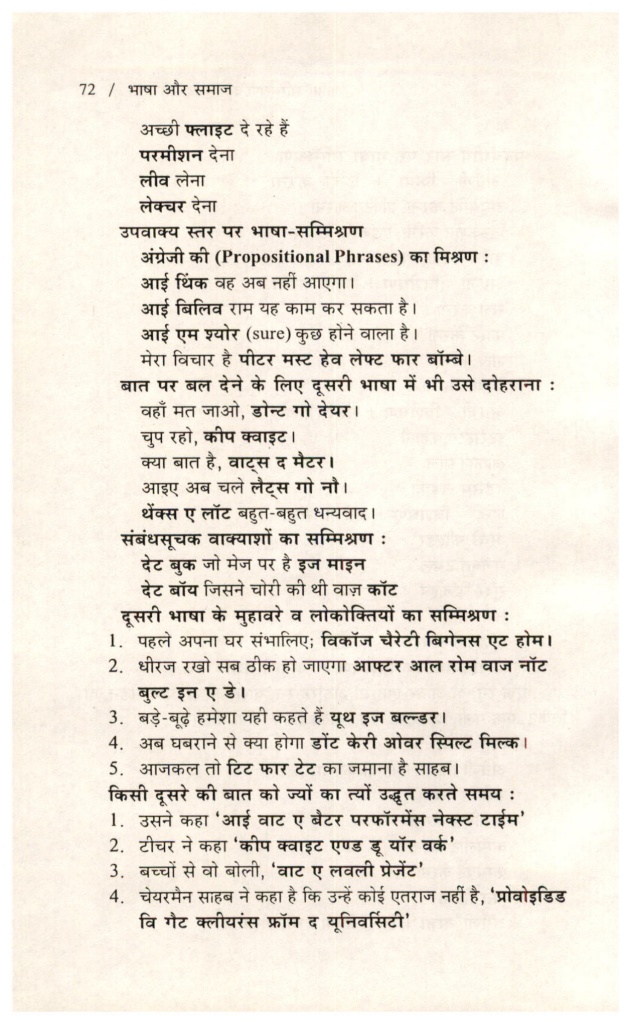 72 / भाषा और समाज
अच्छी फ्लाइट दे रहे हैं
परमीशन देना
लीव लेना
लेक्चर देना
उपवाक्य स्तर पर भाषा-सम्मिश्रण
अंग्रेजी की (Propositional Phrases) का मिश्रण :
आई थिंक वह अब नहीं आएगा।
आई बिलिव राम यह काम कर सकता है।
आई एम श्योर (sure) कुछ होने वाला है।
मेरा विचार है पीटर मस्ट हेव लेफ्ट फार बॉम्बे।
बात पर बल देने के लिए दूसरी भाषा में भी उसे दोहराना :
वहाँ मत जाओ, डोन्ट गो देयर।
चुप रहो, कीप क्वाइट।
क्या बात है, वाट्स द मैटर।
आइए अब चले लैट्स गो नौ।
थेंक्स ए लॉट बहुत-बहुत धन्यवाद।
संबंधसूचक वाक्याशों का सम्मिश्रण :
देट बुक जो मेज पर है इज माइन
देट बॉय जिसने चोरी की थी वाज़ कॉट
दूसरी भाषा के मुहावरे व लोकोक्तियों का सम्मिश्रण :
1. पहले अपना घर संभालिए; विकॉज चैरेटी बिगेनस एट होम।
2. धीरज रखो सब ठीक हो जाएगा आफ्टर आल रोम वाज नॉट
बुल्ट इन ए डे।
3. बड़े-बूढ़े हमेशा यही कहते हैं यूथ इज बल्न्डर।
4. अब घबराने से क्या होगा डोंट केरी ओवर स्पिल्ट मिल्क।
5. आजकल तो टिट फार टेट का जमाना है साहब।
किसी दूसरे की बात को ज्यों का त्यों उद्धृत करते समय :
1. उसने कहा ‘आई वाट ए बैटर परफॉरमेंस नेक्स्ट टाईम’
2. टीचर ने कहा ‘कीप क्वाइट एण्ड डू यॉर वर्क’
3. बच्चों से वो बोली, ‘वाट ए लवली प्रेजेंट’
4. चेयरमैन साहब ने कहा है कि उन्हें कोई एतराज नहीं है, ‘प्रोवोइडिड
वि गैट क्लीयरंस फ्रॉम द यूनिवर्सिटी’